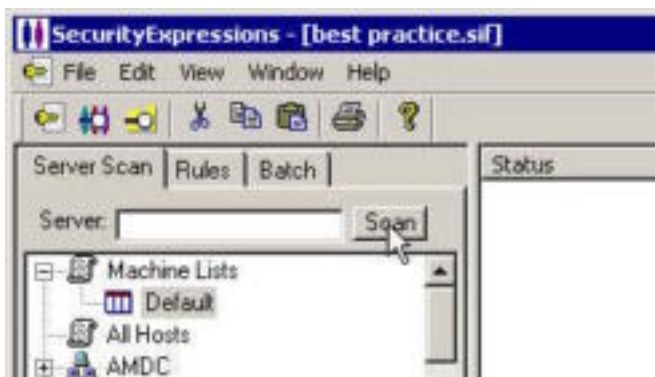 SecurityExpressions - [best practice.sif]
File Edit View Window Help
Server Scan Rules Batch
Status
Server: Scan
Machine Lists
Default
All Hosts
AMDC